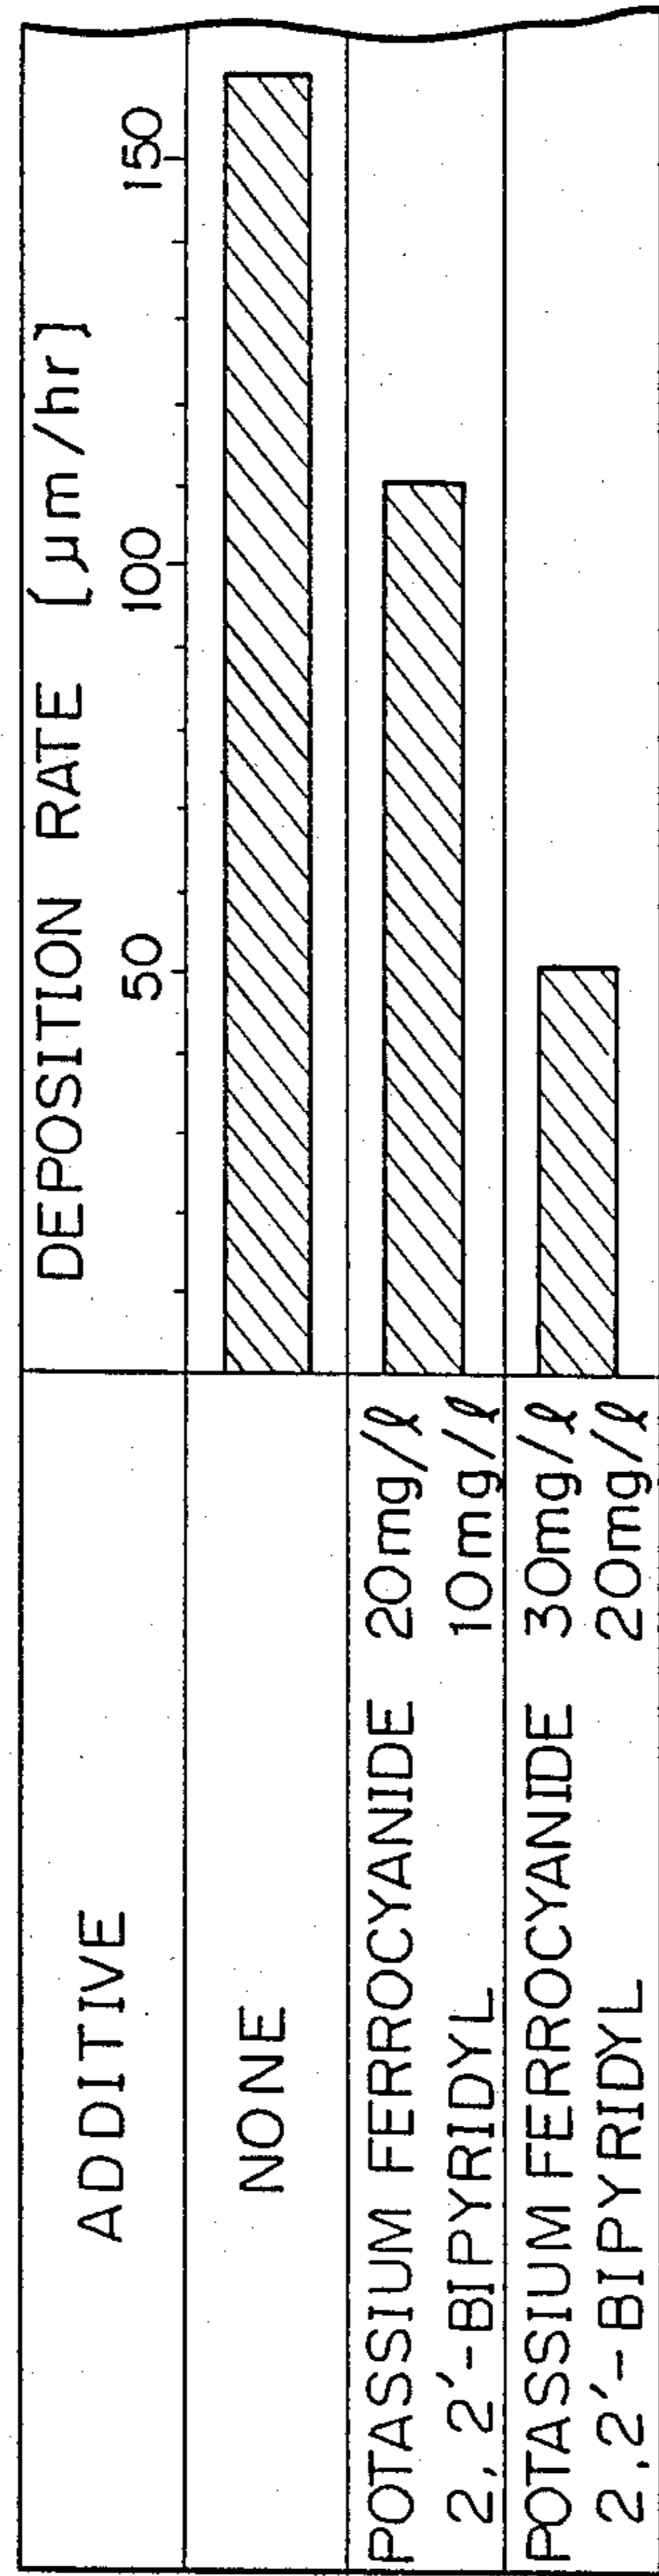 ADDITIVE
DEPOSITION RATE [μm/hr]
50 100 150
NONE
POTASSIUM FERROCYANIDE 20mg/ℓ
2,2′-BIPYRIDYL 10mg/ℓ
POTASSIUM FERROCYANIDE 30mg/ℓ
2,2′-BIPYRIDYL 20mg/ℓ